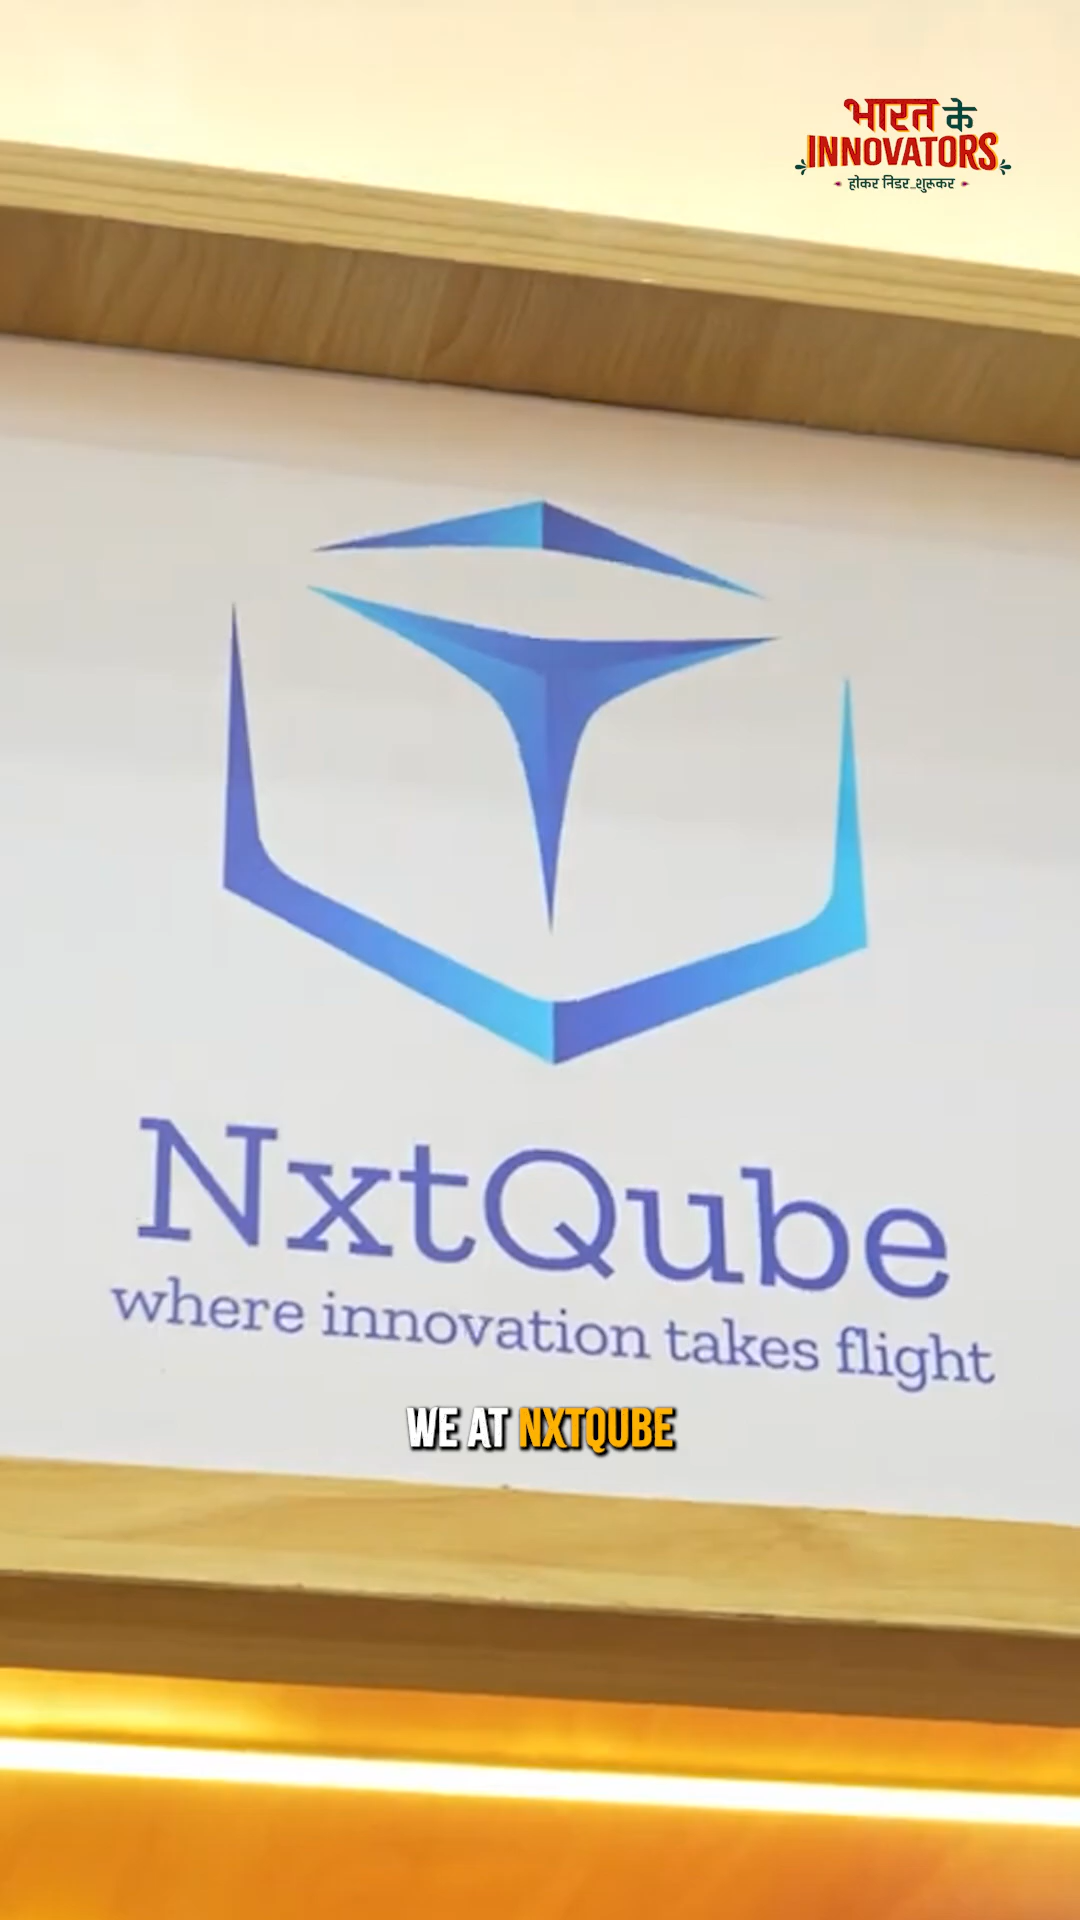 भारत के
INNOVATORS
होकर निडर..शुरूकर
NxtQube
where innovation takes flight
WE AT NXTQUBE